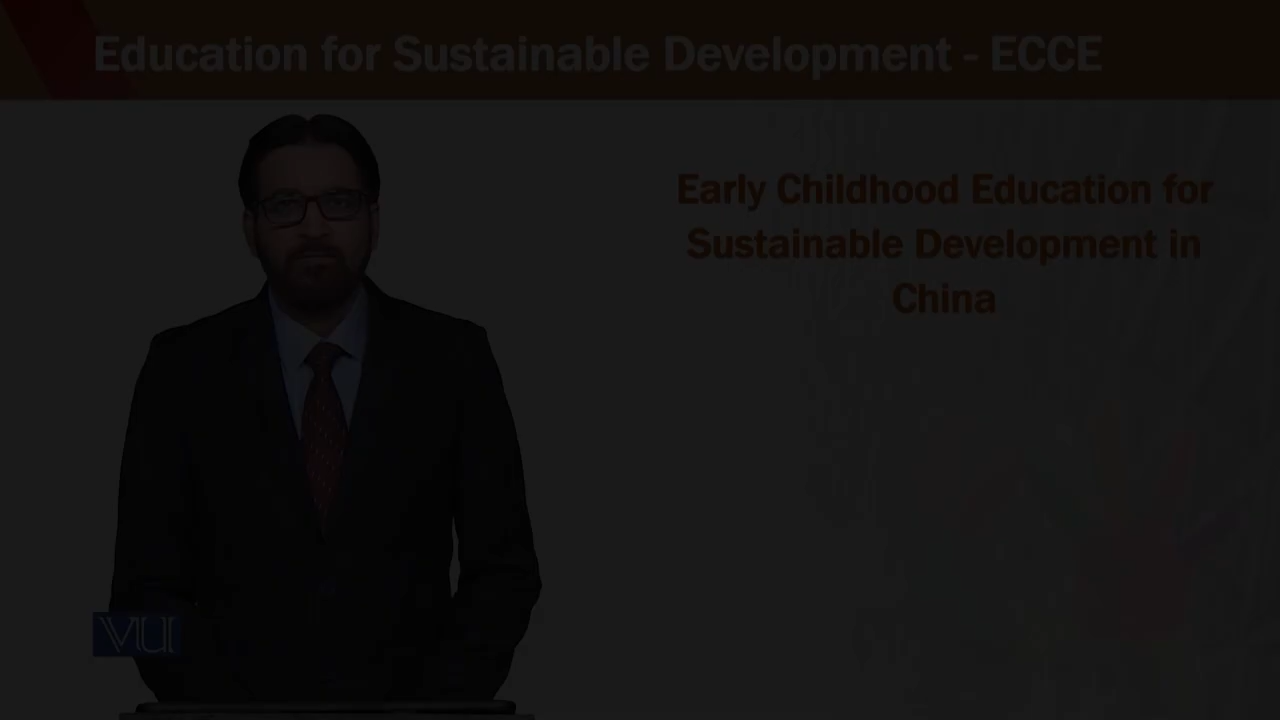 Education for Sustainable Development - ECCE
Early Childhood Education for
Sustainable Development in
China
VU